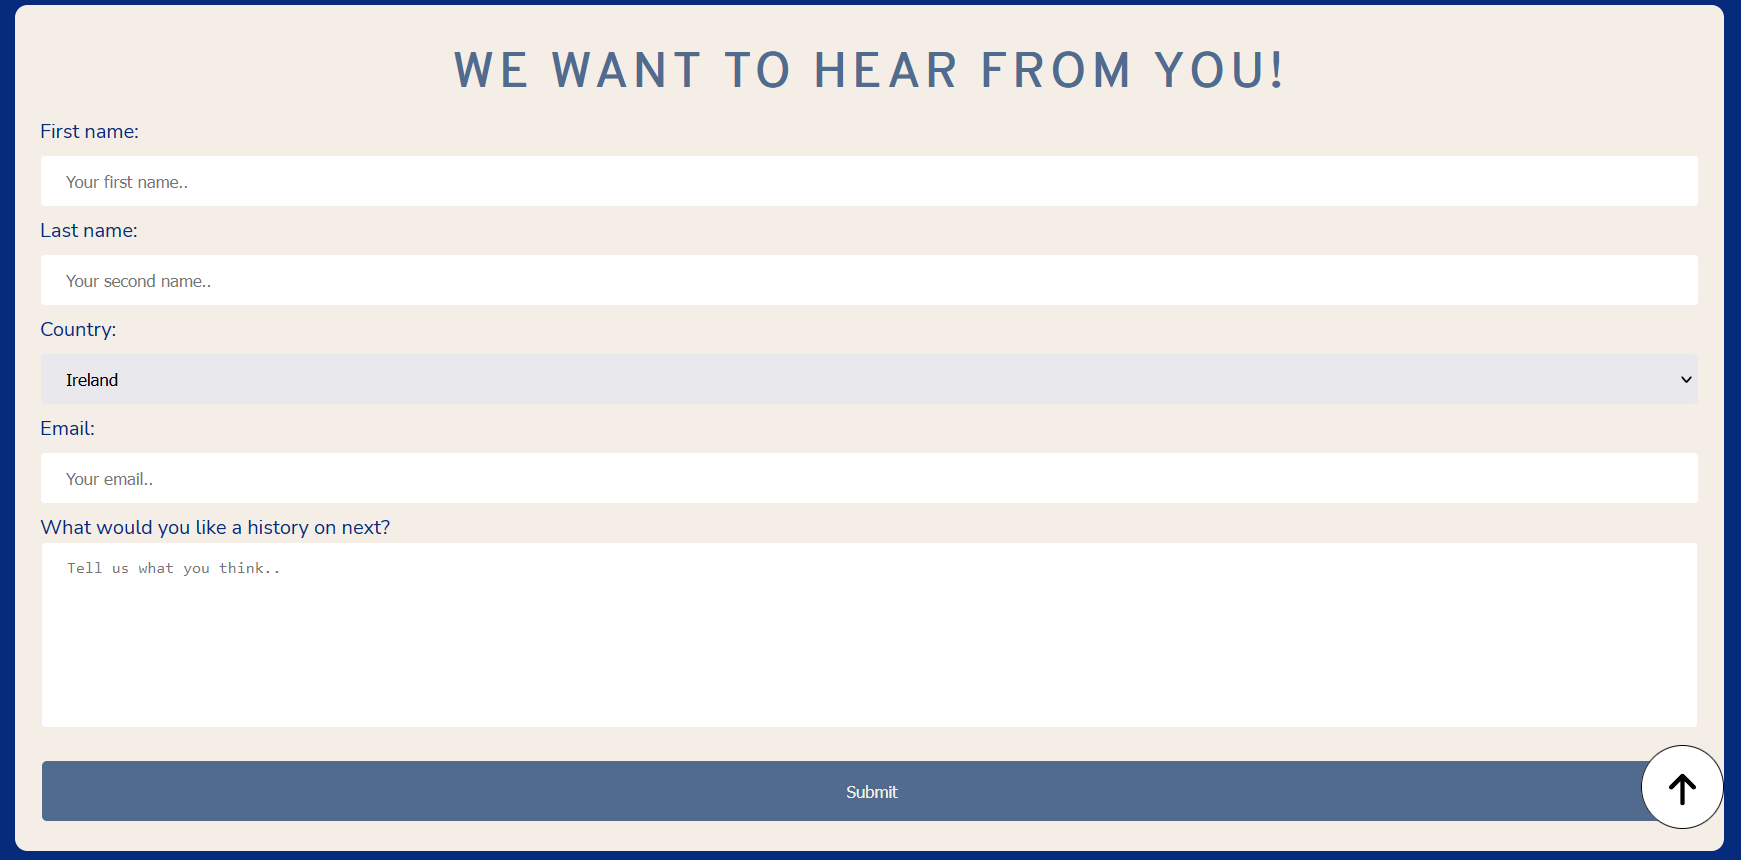 WE WANT TO HEAR FROM YOU!
First name:
Your first name..
Last name:
Your second name..
Country:
Ireland
Email:
Your email..
What would you like a history on next?
Tell us what you think..
Submit